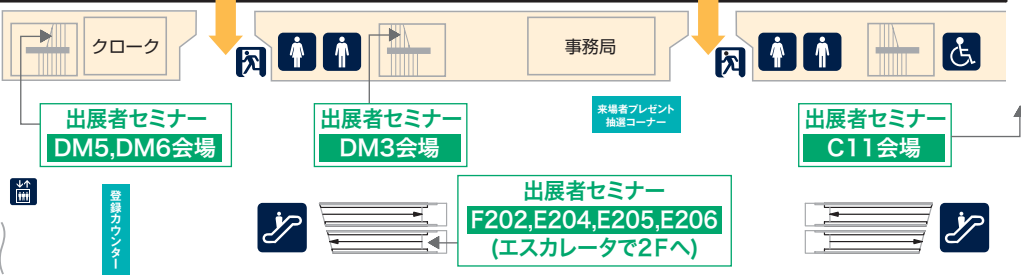 クローク
事務局
出展者セミナー
DM5,DM6会場
出展者セミナー
DM3会場
来場者プレゼント
抽選コーナー
出展者セミナー
C11会場
登録カウンター
出展者セミナー
F202,E204,E205,E206
(エスカレータで2Fへ)